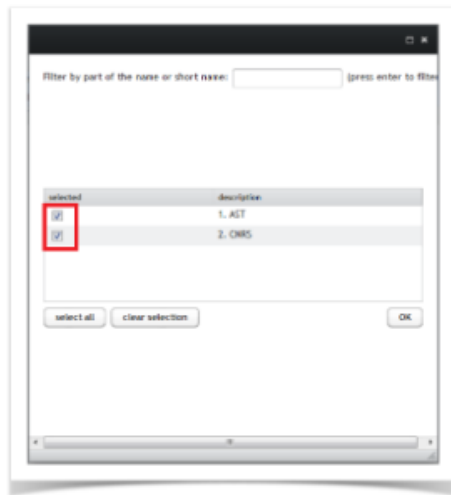 Filter by part of the name or short name: (press enter to filter
selected description
1. AST
2. CNRS
select all clear selection OK